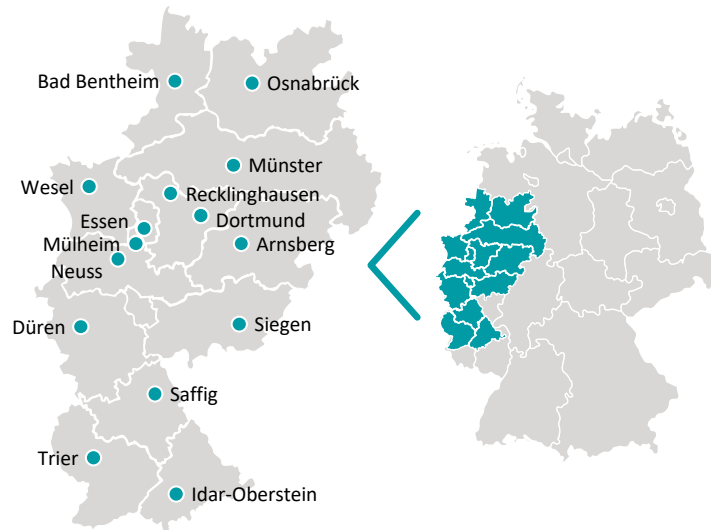 Bad Bentheim
Osnabrück
Münster
Wesel
Recklinghausen
Dortmund
Essen
Mülheim
Arnsberg
Neuss
Düren
Siegen
Saffig
Trier
Idar-Oberstein